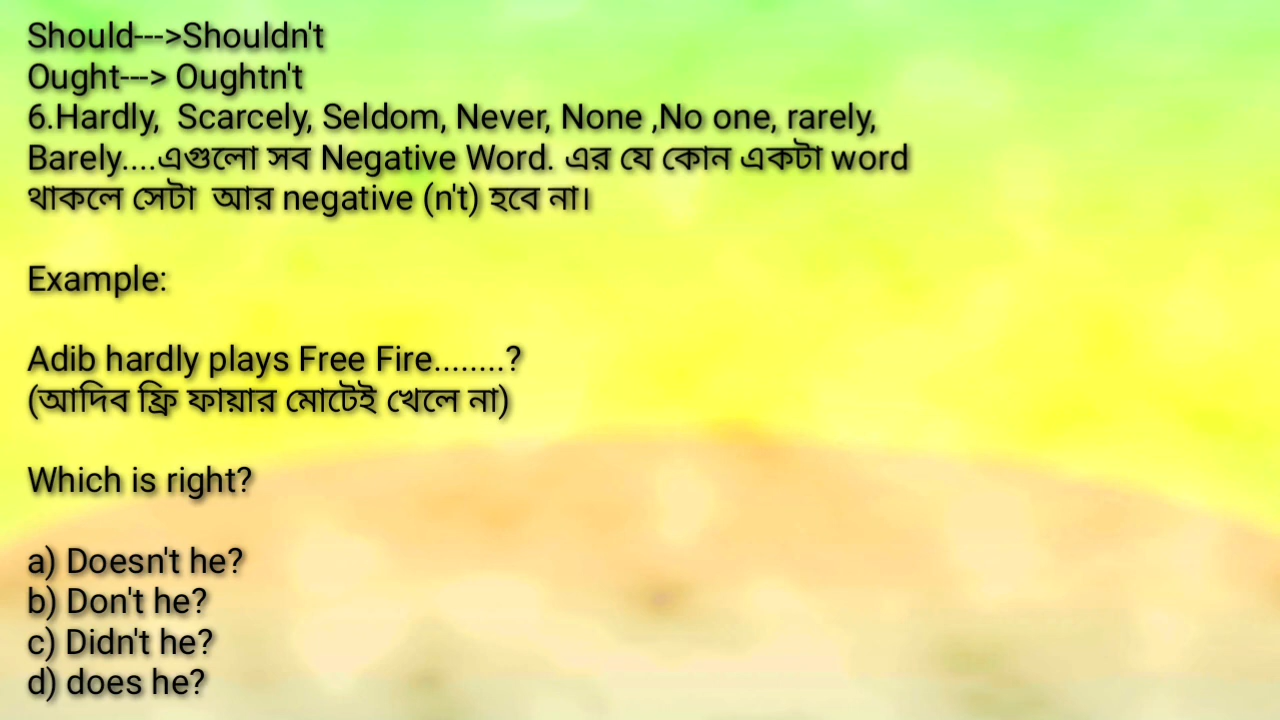 Should--->Shouldn't
Ought---> Oughtn't
6.Hardly,  Scarcely, Seldom, Never, None ,No one, rarely,
Barely....এগুলো সব Negative Word. এর যে কোন একটা word
থাকলে সেটা  আর negative (n't) হবে না।
Example:
Adib hardly plays Free Fire........?
(আদিব ফ্রি ফায়ার মোটেই খেলে না)
Which is right?
a) Doesn't he?
b) Don't he?
c) Didn't he?
d) does he?